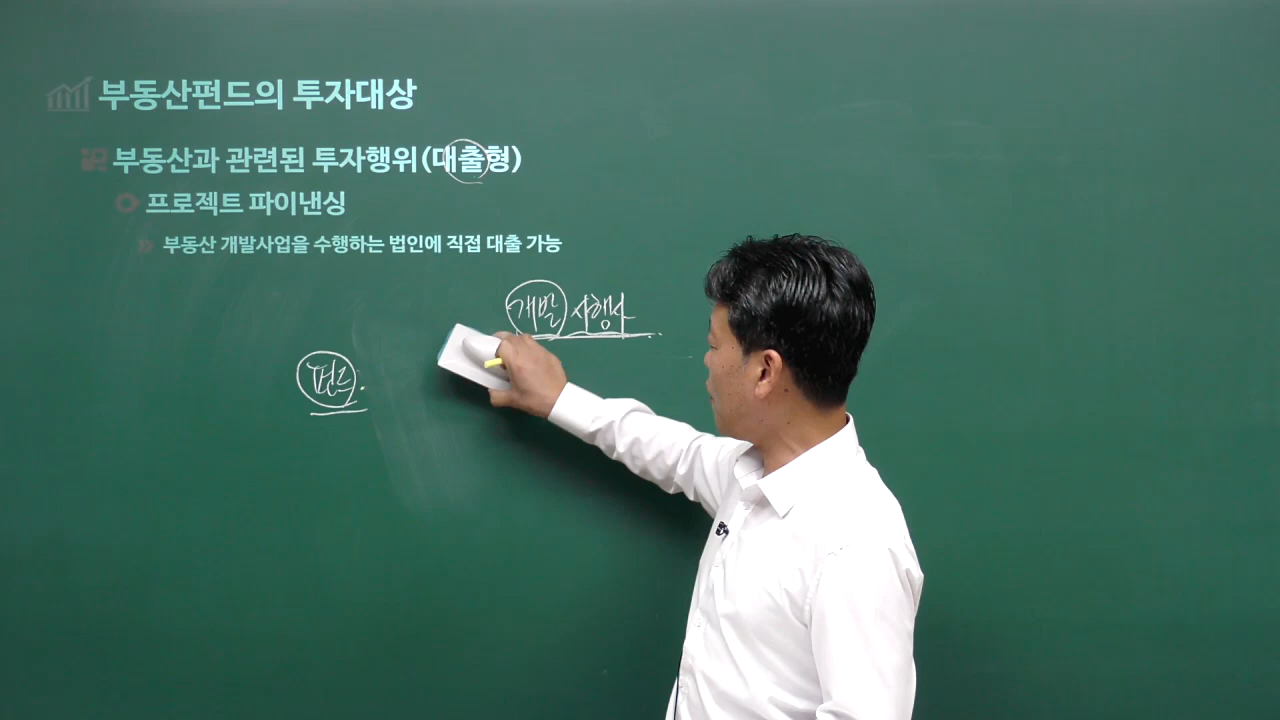 부동산펀드의 투자대상
부동산과 관련된 투자행위(대출형)
프로젝트 파이낸싱
부동산 개발사업을 수행하는 법인에 직접 대출 가능
개발 시행사
펀드